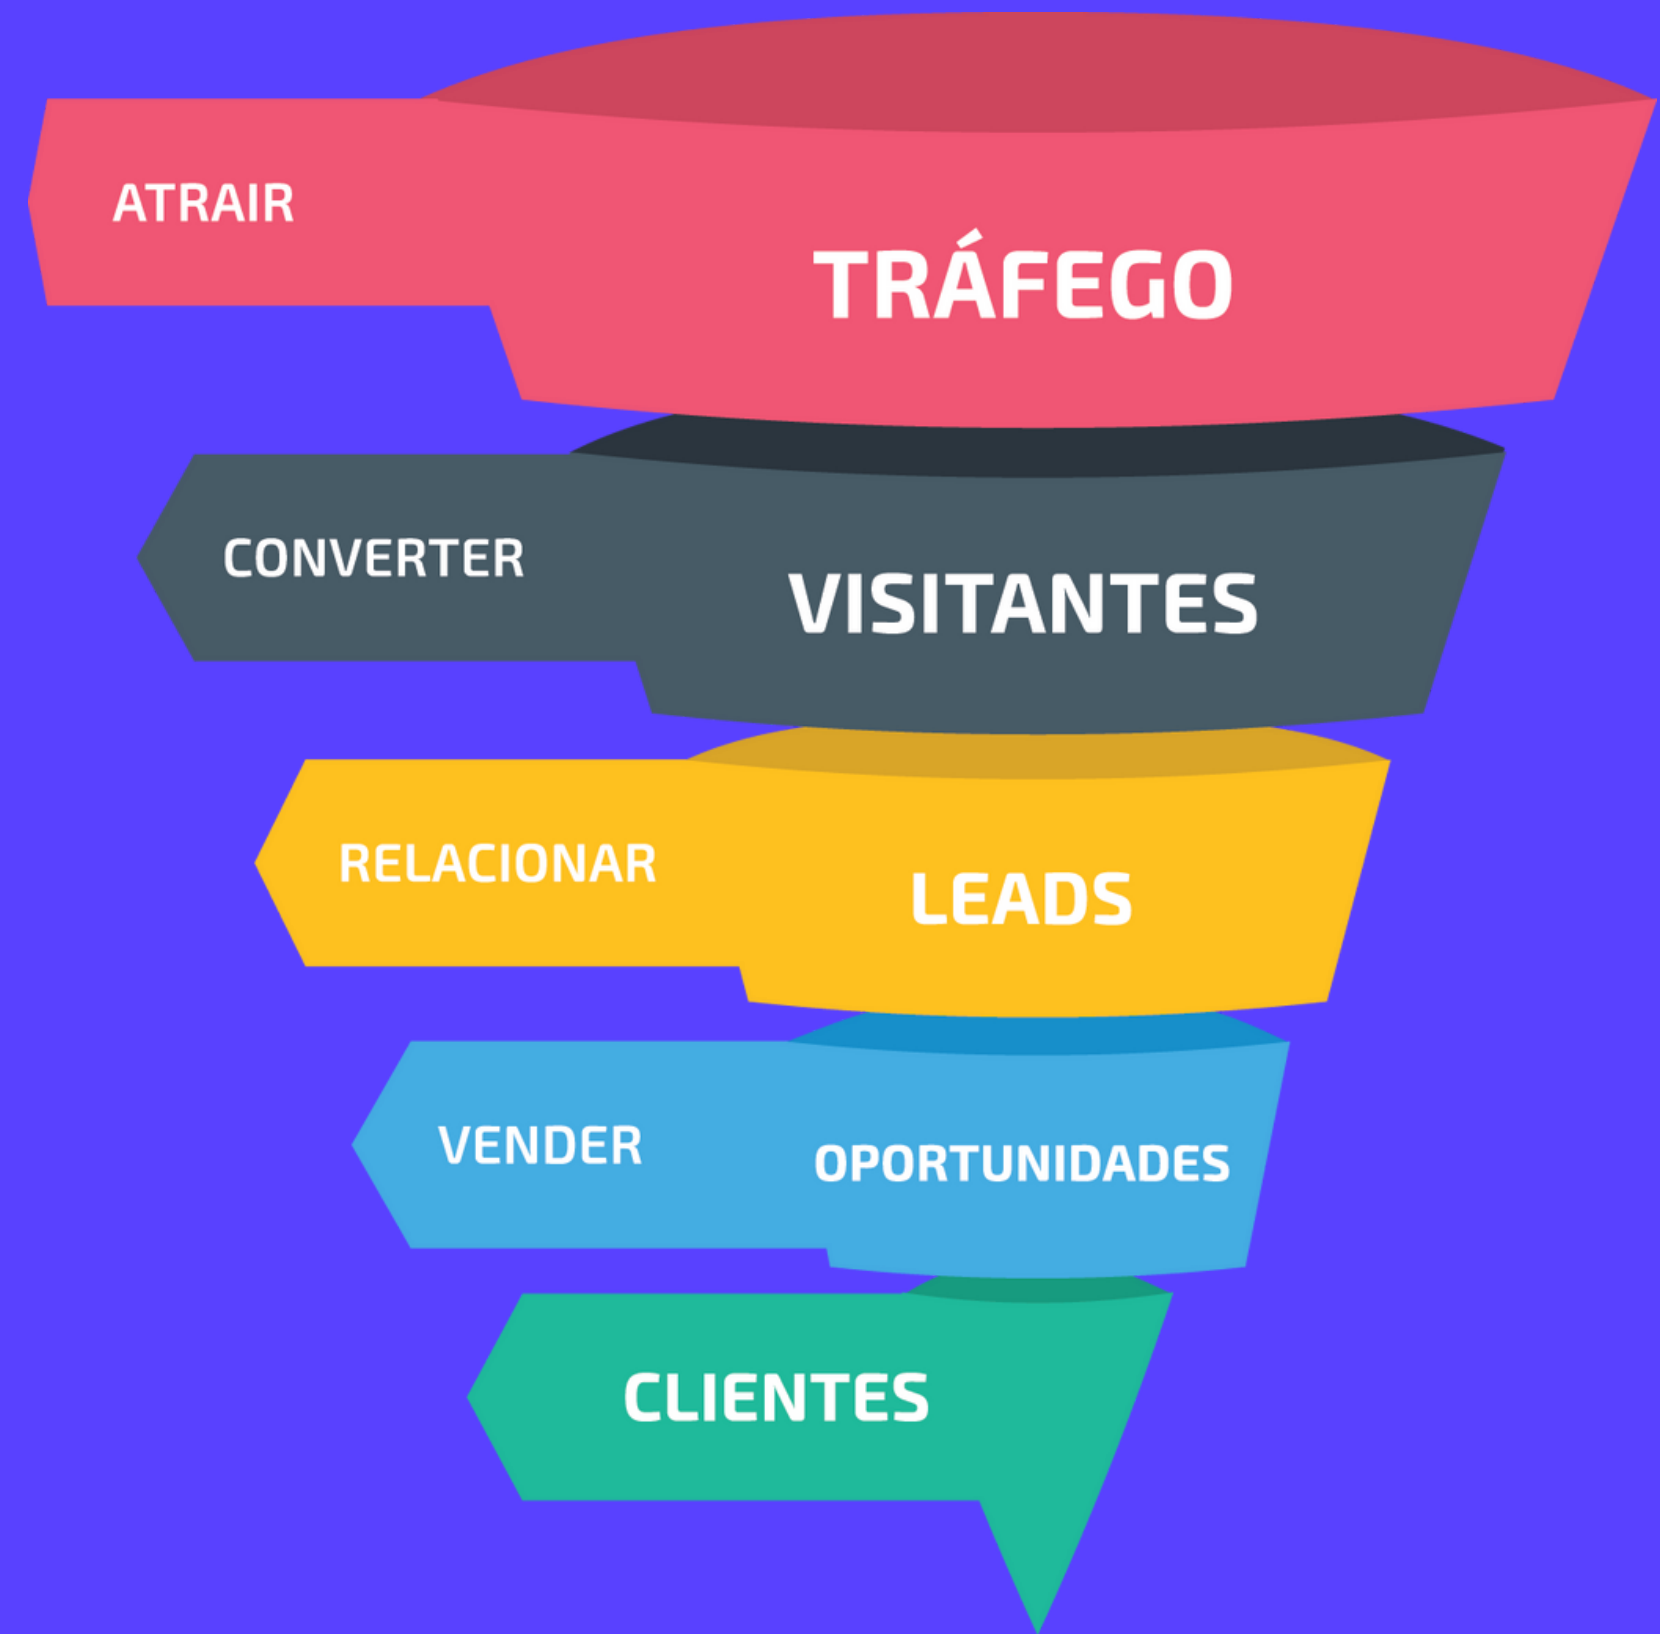 ATRAIR
TRÁFEGO
CONVERTER
VISITANTES
RELACIONAR
LEADS
VENDER
OPORTUNIDADES
CLIENTES